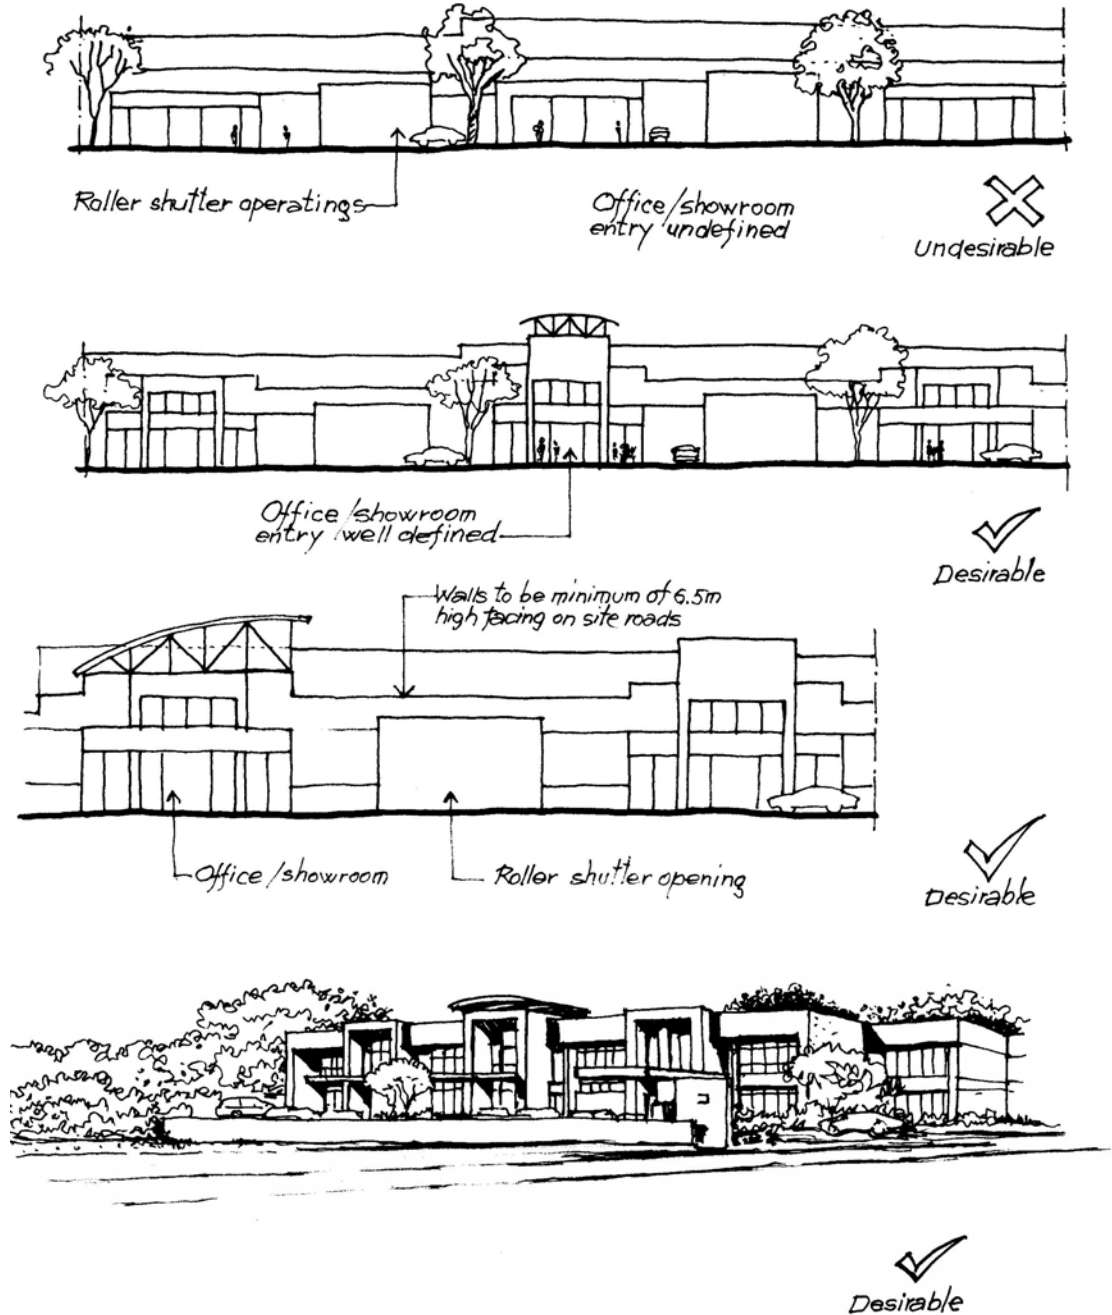 Roller shutter operatings
Office/showroom
entry undefined
Undesirable
Office/showroom
entry well defined
Desirable
Walls to be minimum of 6.5m
high facing on site roads
Office/showroom
Roller shutter opening
Desirable
Desirable